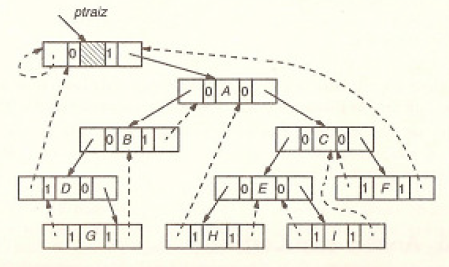 ptraiz
0 1
0 A 0
0 B 1
0 C 0
1 D 0
0 E 0
1 F 1
1 G 1
1 H 1
1 I 1